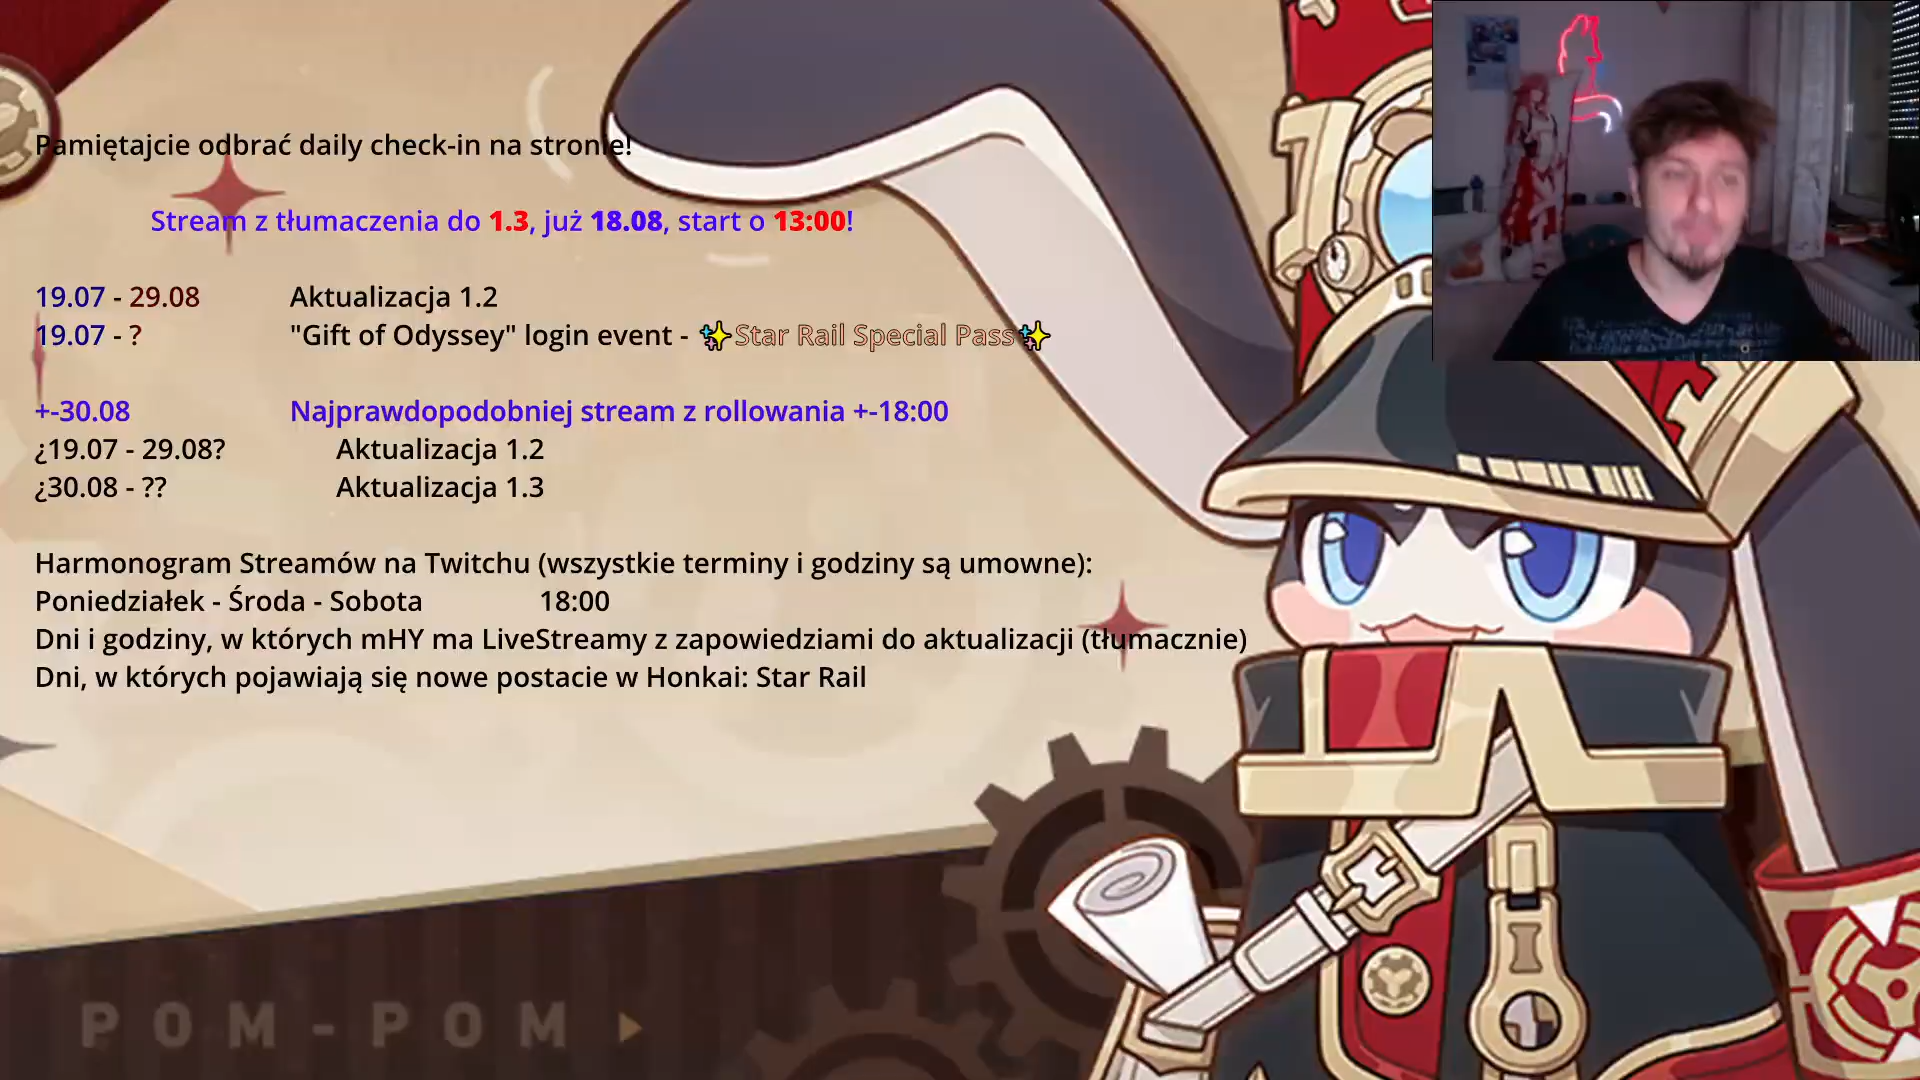 Pamiętajcie odbrać daily check-in na stronie!
Stream z tłumaczenia do 1.3, już 18.08, start o 13:00!
19.07 - 29.08 Aktualizacja 1.2
19.07 - ? "Gift of Odyssey" login event - ✨Star Rail Special Pass✨
+-30.08 Najprawdopodobniej stream z rollowania +-18:00
¿19.07 - 29.08? Aktualizacja 1.2
¿30.08 - ?? Aktualizacja 1.3
Harmonogram Streamów na Twitchu (wszystkie terminy i godziny są umowne):
Poniedziałek - Środa - Sobota 18:00
Dni i godziny, w których mHY ma LiveStreamy z zapowiedziami do aktualizacji (tłumacznie)
Dni, w których pojawiają się nowe postacie w Honkai: Star Rail
POM-POM